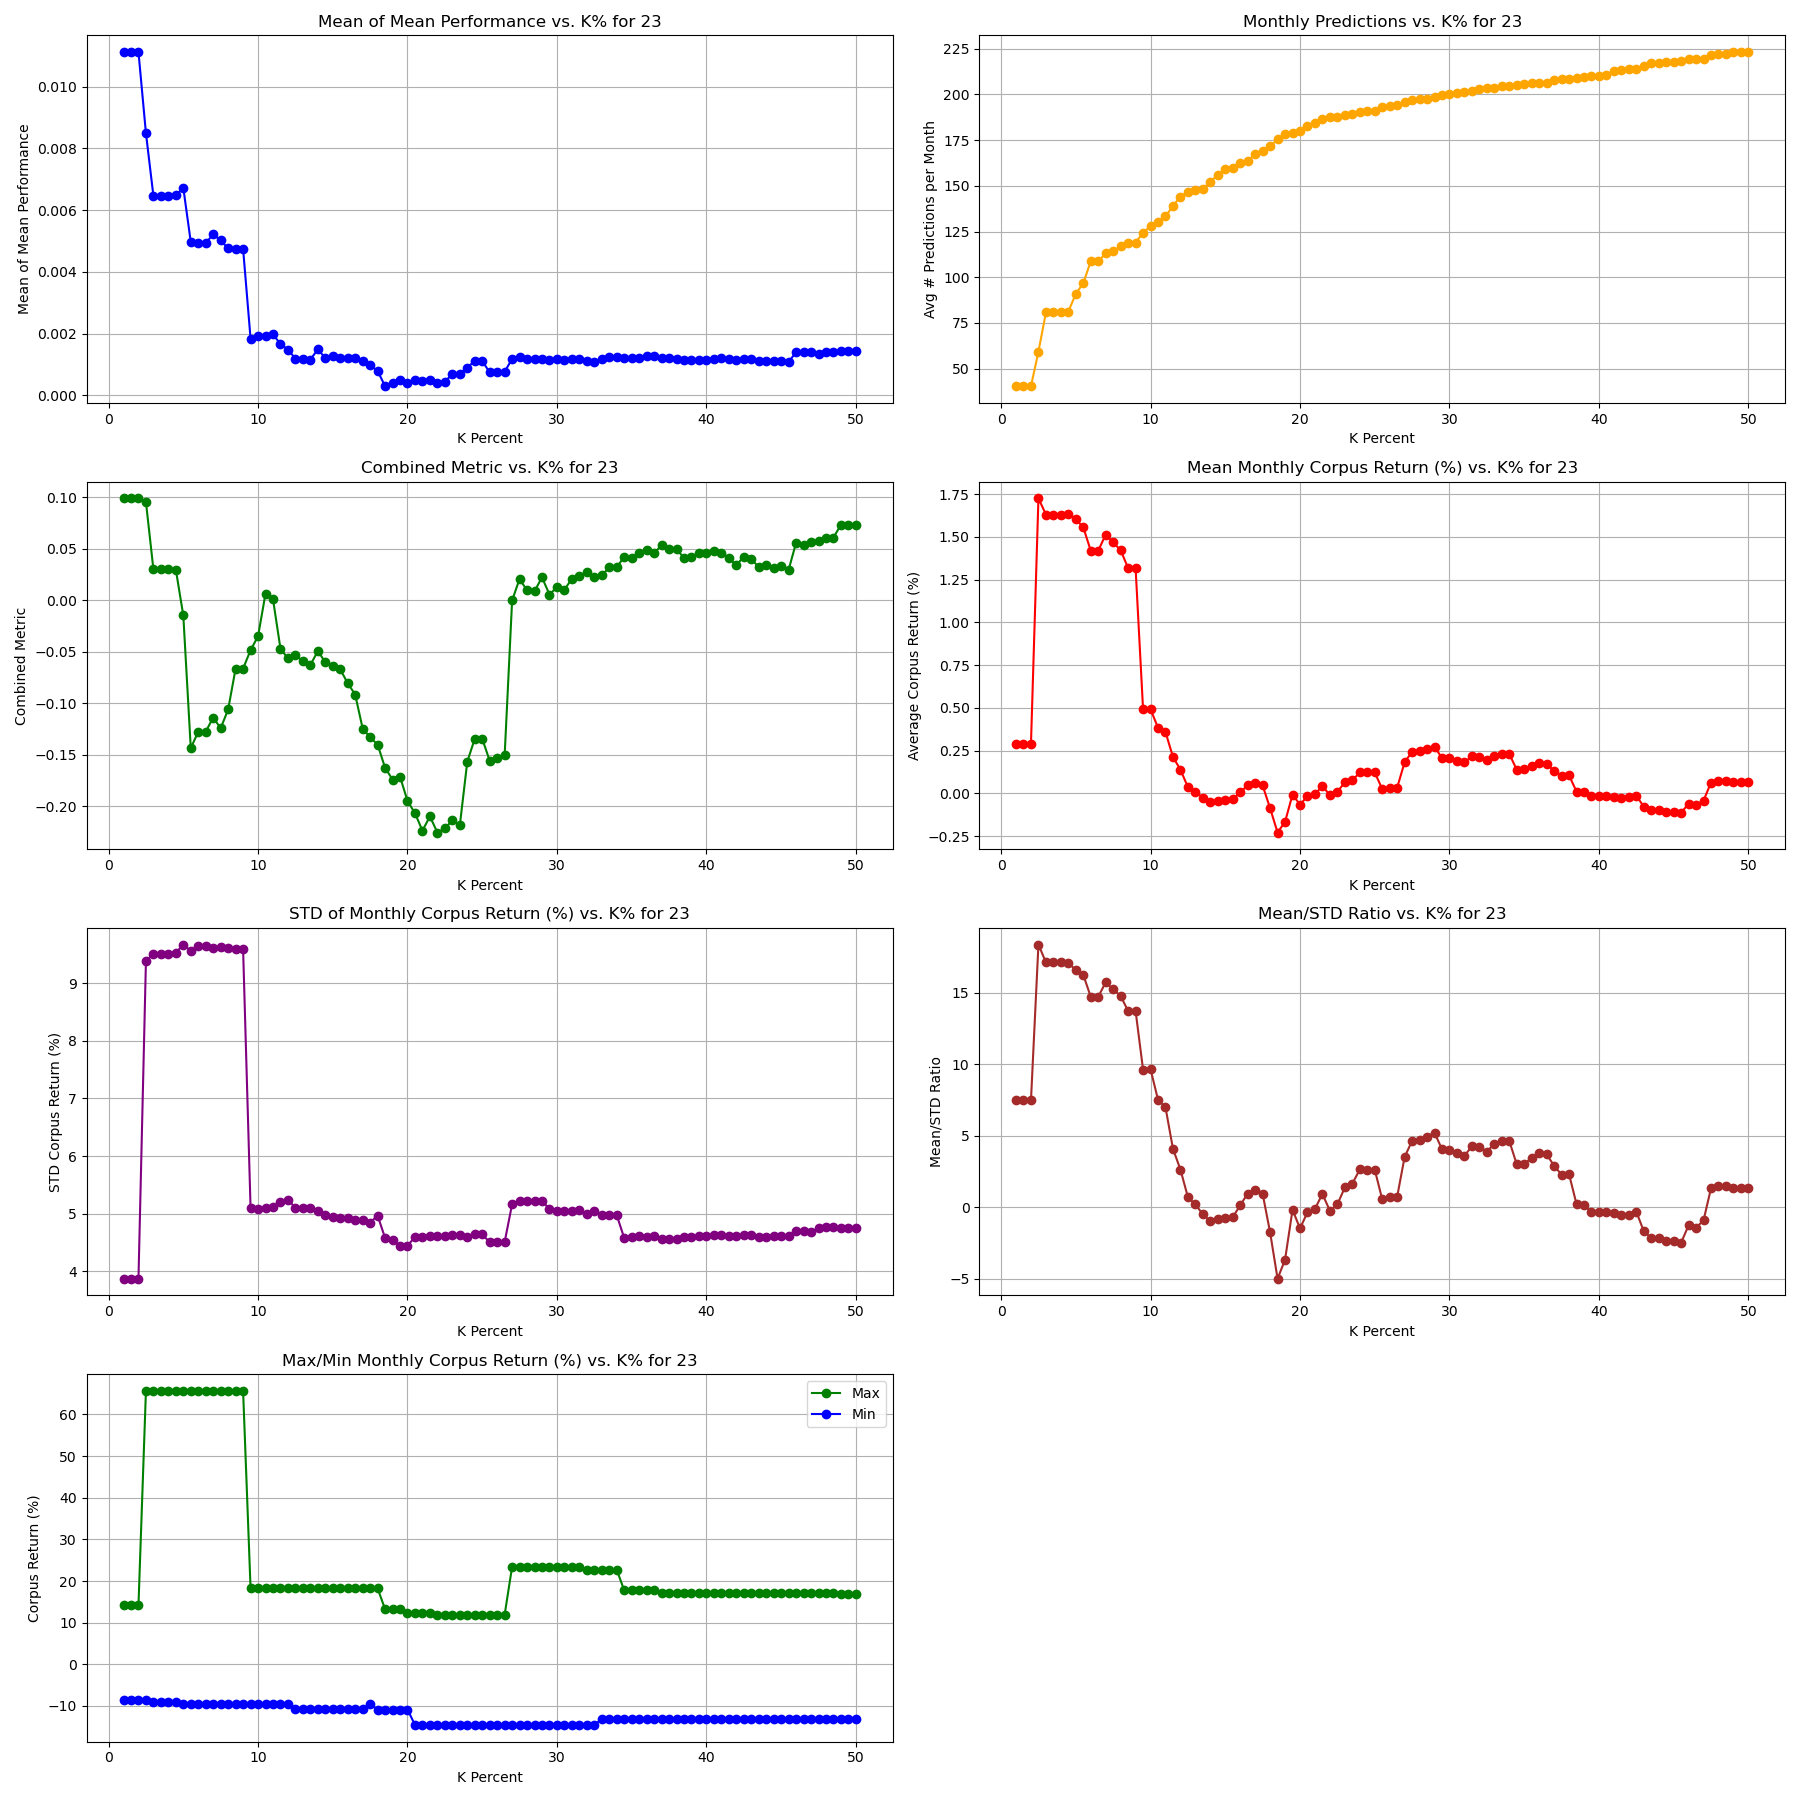 Mean of Mean Performance vs. K% for 23
Mean of Mean Performance
0.010
0.008
0.006
0.004
0.002
0.000
0 10 20 30 40 50
K Percent
Monthly Predictions vs. K% for 23
Avg # Predictions per Month
225
200
175
150
125
100
75
50
0 10 20 30 40 50
K Percent
Combined Metric vs. K% for 23
Combined Metric
0.10
0.05
0.00
−0.05
−0.10
−0.15
−0.20
0 10 20 30 40 50
K Percent
Mean Monthly Corpus Return (%) vs. K% for 23
Average Corpus Return (%)
1.75
1.50
1.25
1.00
0.75
0.50
0.25
0.00
−0.25
0 10 20 30 40 50
K Percent
STD of Monthly Corpus Return (%) vs. K% for 23
STD Corpus Return (%)
9
8
7
6
5
4
0 10 20 30 40 50
K Percent
Mean/STD Ratio vs. K% for 23
Mean/STD Ratio
15
10
5
0
−5
0 10 20 30 40 50
K Percent
Max/Min Monthly Corpus Return (%) vs. K% for 23
Corpus Return (%)
60
50
40
30
20
10
0
−10
Max
Min
0 10 20 30 40 50
K Percent